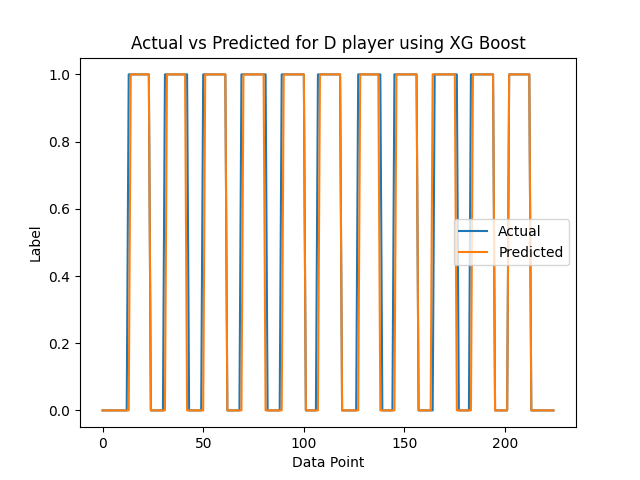 Actual vs Predicted for D player using XG Boost
1.0
0.8
0.6
0.4
0.2
0.0
Label
Actual
Predicted
0 50 100 150 200
Data Point